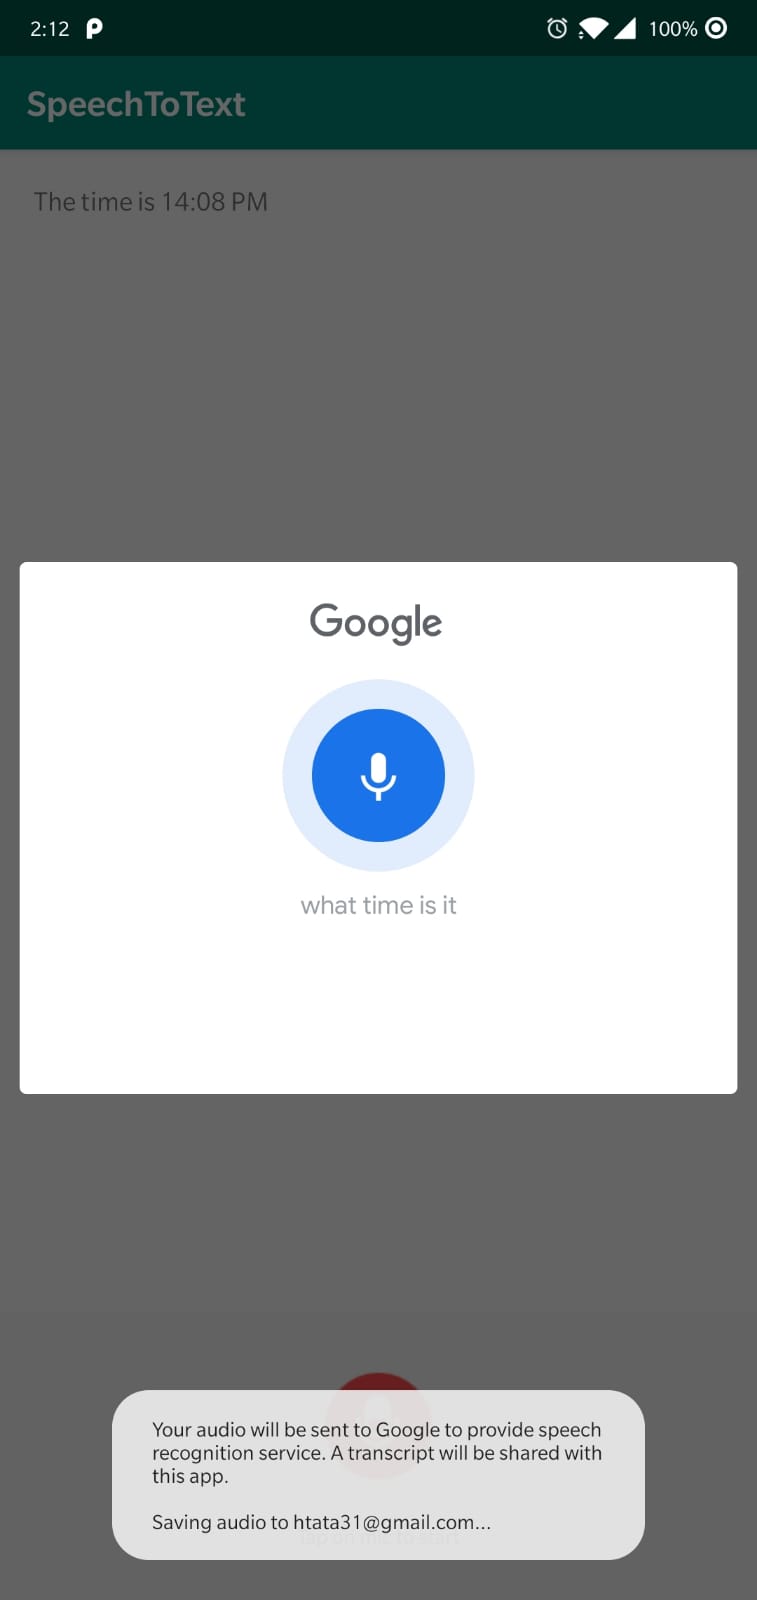 2:12 P 100%
SpeechToText
The time is 14:08 PM
Google
what time is it
Your audio will be sent to Google to provide speech
recognition service. A transcript will be shared with
this app.
Saving audio to htata31@gmail.com...